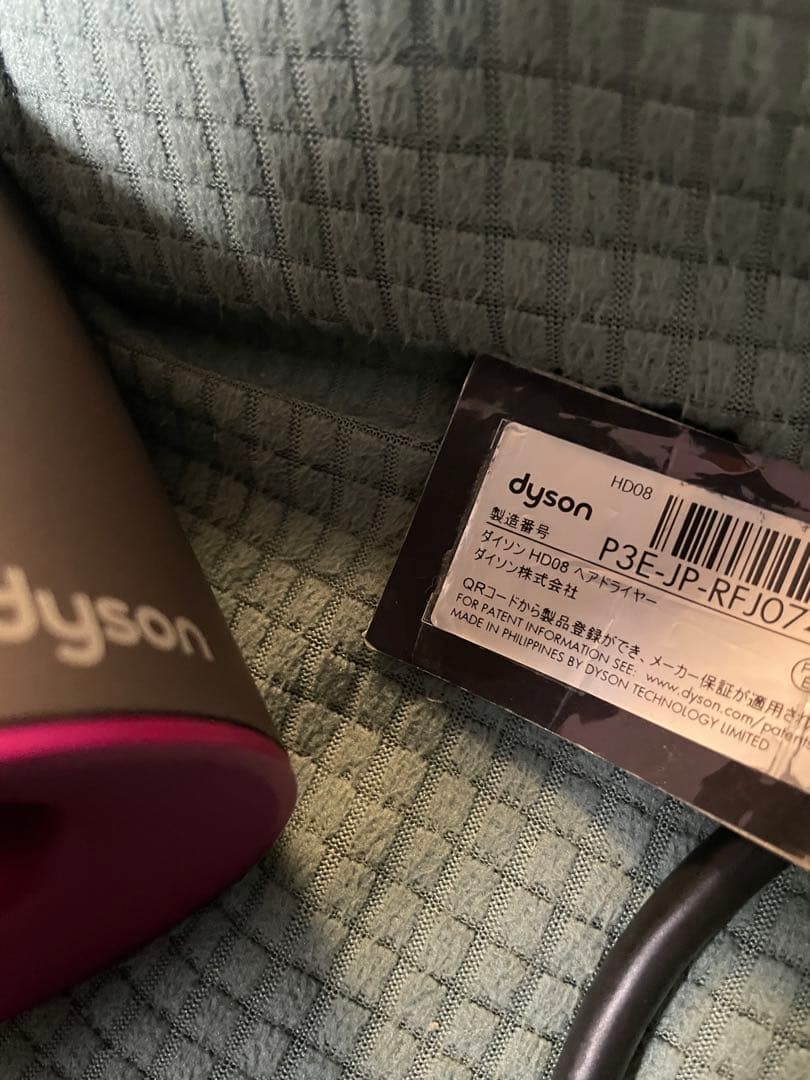 dyson
dyson
HD08
製造番号
P3E-JP-RFJ07
ダイソン HD08 ヘアドライヤー
ダイソン株式会社
QRコードから製品登録ができ、メーカー保証が適用され
FOR PATENT INFORMATION SEE: www.dyson.com/patents
MADE IN PHILIPPINES BY DYSON TECHNOLOGY LIMITED